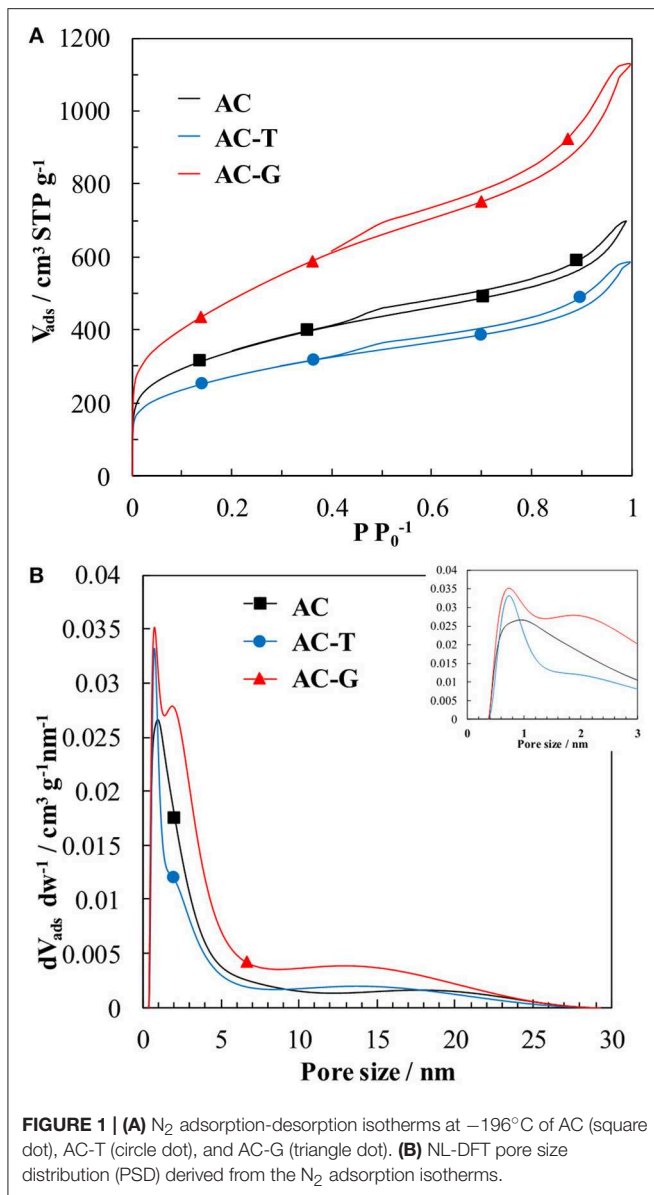 A
1200
1000
800
600
400
200
0
V_ads / cm³ STP g⁻¹
AC
AC-T
AC-G
0 0.2 0.4 0.6 0.8 1
P P₀⁻¹
B
0.04
0.035
0.03
0.025
0.02
0.015
0.01
0.005
0
dV_ads dw⁻¹ / cm³ g⁻¹nm⁻¹
AC
AC-T
AC-G
0.04
0.035
0.03
0.025
0.02
0.015
0.01
0.005
0
0 1 2 3
Pore size / nm
0 5 10 15 20 25 30
Pore size / nm
FIGURE 1 | (A) N₂ adsorption-desorption isotherms at −196°C of AC (square
dot), AC-T (circle dot), and AC-G (triangle dot). (B) NL-DFT pore size
distribution (PSD) derived from the N₂ adsorption isotherms.